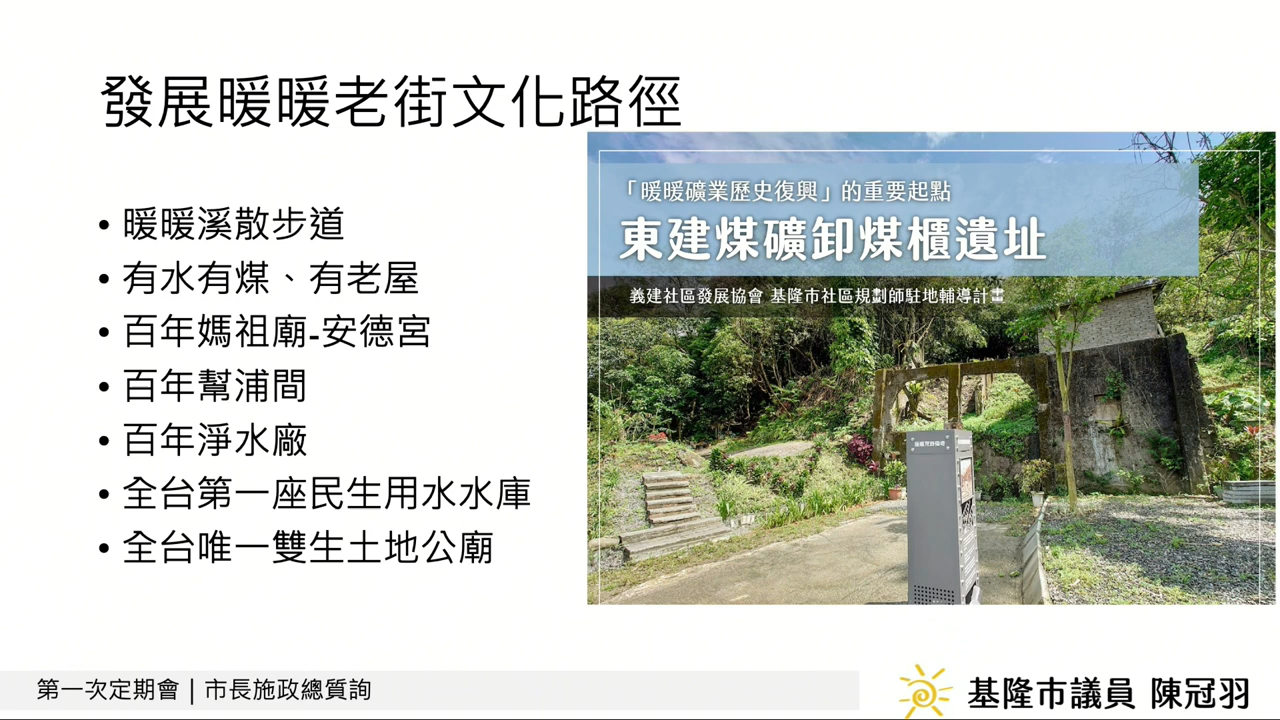 發展暖暖老街文化路徑
「暖暖礦業歷史復興」的重要起點
東建煤礦卸煤櫃遺址
義建社區發展協會 基隆市社區規劃師駐地輔導計畫
• 暖暖溪散步道
• 有水有煤、有老屋
• 百年媽祖廟-安德宮
• 百年幫浦間
• 百年淨水廠
• 全台第一座民生用水水庫
• 全台唯一雙生土地公廟
第一次定期會 | 市長施政總質詢
基隆市議員 陳冠羽